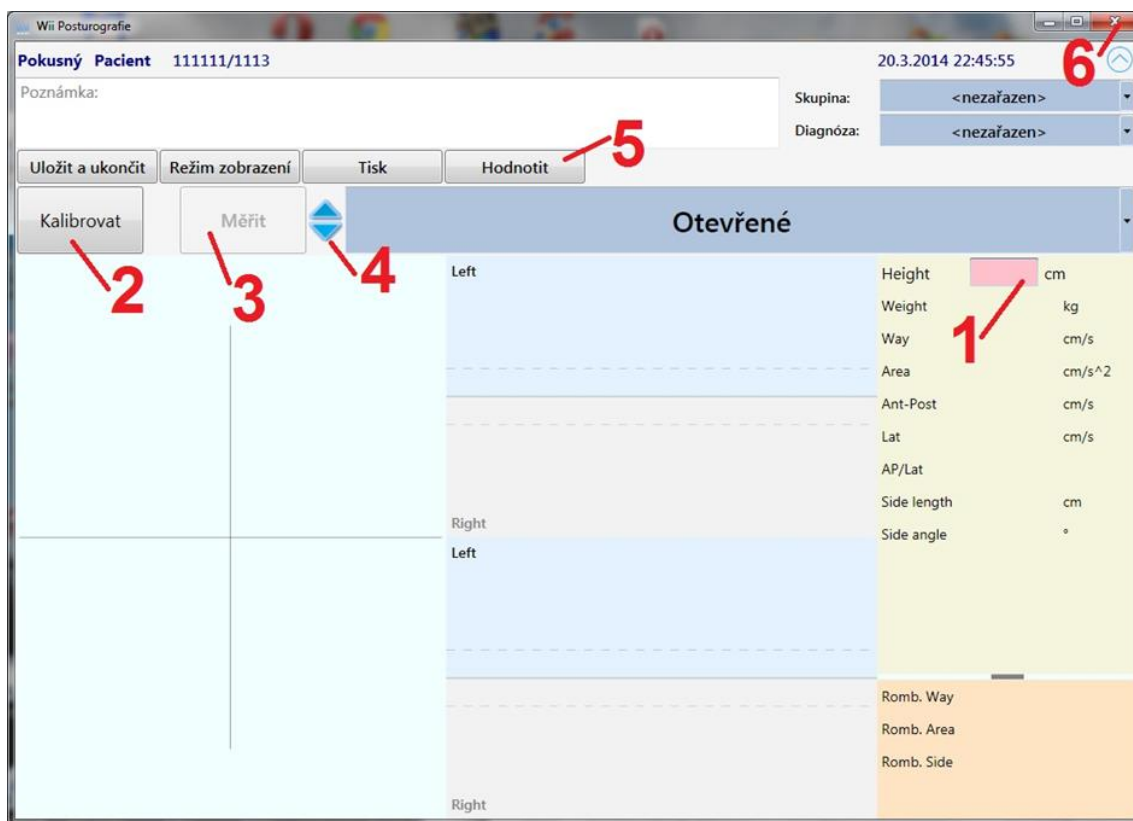 Wii Posturografie
Pokusný Pacient 111111/1113 20.3.2014 22:45:55 6
Poznámka:
Skupina: <nezařazen>
Diagnóza: <nezařazen>
5
Uložit a ukončit Režim zobrazení Tisk Hodnotit
Kalibrovat Měřit Otevřené
2 3 4
Left
Right
Left
Right
Height cm
1
Weight kg
Way cm/s
Area cm/s^2
Ant-Post cm/s
Lat cm/s
AP/Lat
Side length cm
Side angle °
Romb. Way
Romb. Area
Romb. Side